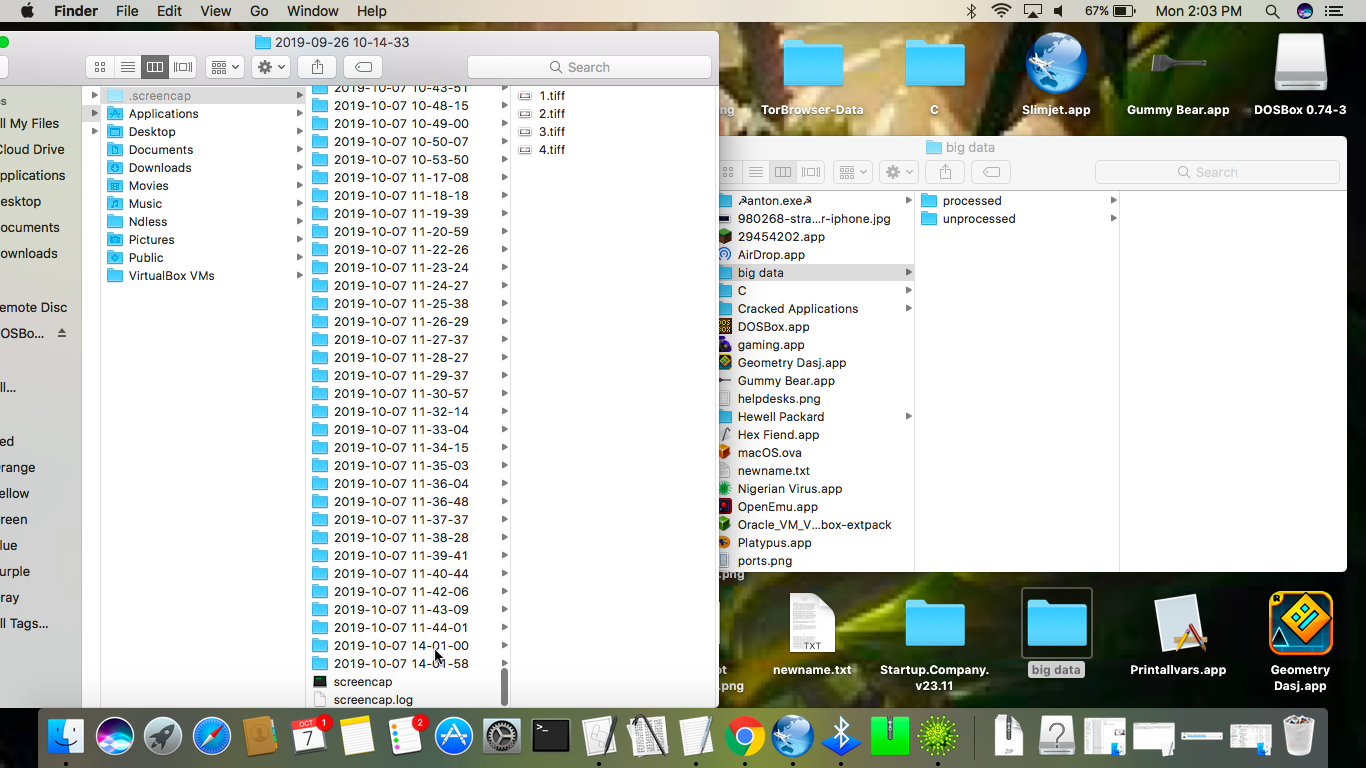 Finder File Edit View Go Window Help 67% Mon 2:03 PM
2019-09-26 10-14-33
Search
es
ll My Files
Cloud Drive
pplications
esktop
ocuments
ownloads
emote Disc
OSBo...
ll...
ed
range
ellow
reen
lue
urple
ray
ll Tags...
.screencap
Applications
Desktop
Documents
Downloads
Movies
Music
Ndless
Pictures
Public
VirtualBox VMs
2019-10-07 10-43-51
2019-10-07 10-48-15
2019-10-07 10-49-00
2019-10-07 10-50-07
2019-10-07 10-53-50
2019-10-07 11-17-08
2019-10-07 11-18-18
2019-10-07 11-19-39
2019-10-07 11-20-59
2019-10-07 11-22-26
2019-10-07 11-23-24
2019-10-07 11-24-27
2019-10-07 11-25-38
2019-10-07 11-26-29
2019-10-07 11-27-37
2019-10-07 11-28-27
2019-10-07 11-29-37
2019-10-07 11-30-57
2019-10-07 11-32-14
2019-10-07 11-33-04
2019-10-07 11-34-15
2019-10-07 11-35-03
2019-10-07 11-36-04
2019-10-07 11-36-48
2019-10-07 11-37-37
2019-10-07 11-38-28
2019-10-07 11-39-41
2019-10-07 11-40-44
2019-10-07 11-42-06
2019-10-07 11-43-09
2019-10-07 11-44-01
2019-10-07 14-01-00
2019-10-07 14-01-58
screencap
screencap.log
1.tiff
2.tiff
3.tiff
4.tiff
ng
TorBrowser-Data
C
Slimjet.app
Gummy Bear.app
DOSBox 0.74-3
big data
Search
☭anton.exe☭
980268-stra...r-iphone.jpg
29454202.app
AirDrop.app
big data
C
Cracked Applications
DOSBox.app
gaming.app
Geometry Dasj.app
Gummy Bear.app
helpdesks.png
Hewell Packard
Hex Fiend.app
macOS.ova
newname.txt
Nigerian Virus.app
OpenEmu.app
Oracle_VM_V...box-extpack
Platypus.app
ports.png
processed
unprocessed
.png
TXT
ot
.png
newname.txt
Startup.Company.
v23.11
big data
Printallvars.app
Geometry
Dasj.app
OCT
7
1
2
ZIP